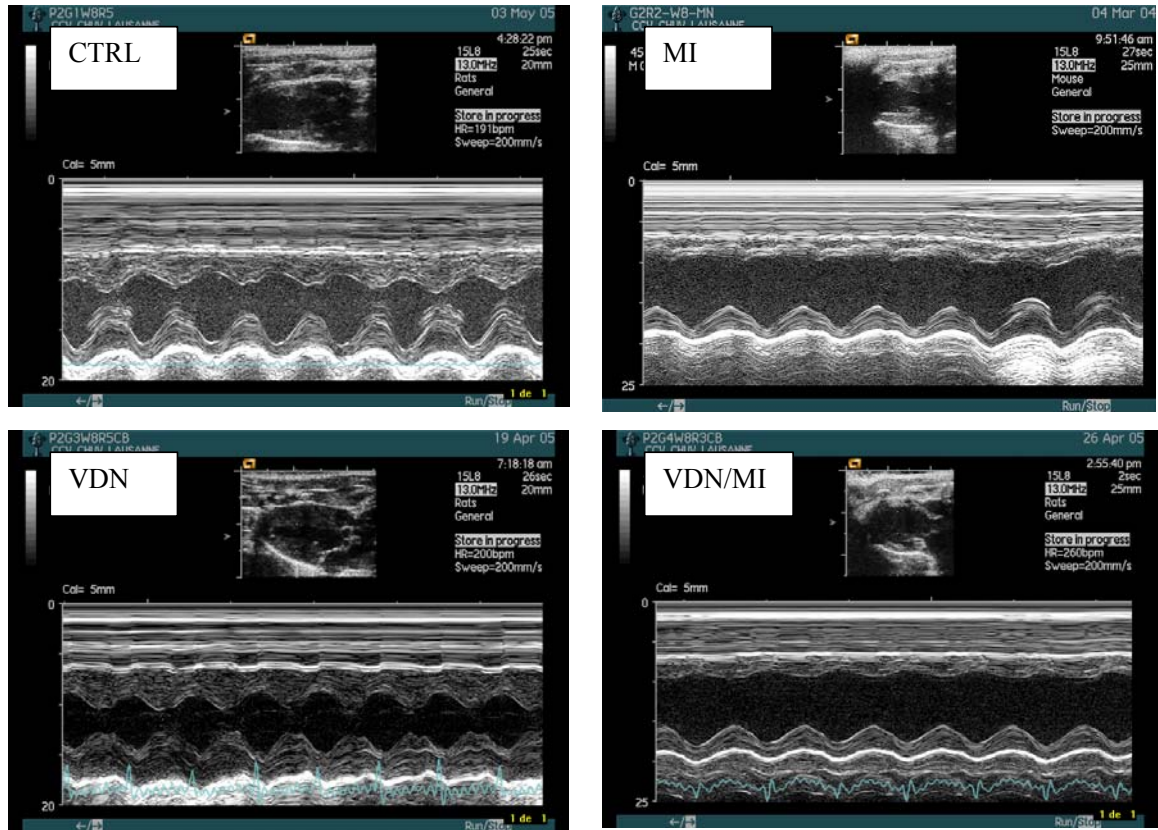 P2G1W8R5
03 May 05
CTRL
4:28:22 pm
15L8 25sec
13.0MHz 20mm
Rats
General
Store in progress
HR=191bpm
Sweep=200mm/s
Cal= 5mm
0
20
1 de 1
←/→
Run/Stop
G2R2-W8-MN
04 Mar 04
CCV CHUV LAUSANNE
MI
9:51:46 am
15L8 27sec
13.0MHz 25mm
Mouse
General
Store in progress
Sweep=200mm/s
Cal= 5mm
0
25
←/→
Run/Stop
P2G3W8R5CB
19 Apr 05
CCV CHUV LAUSANNE
VDN
7:18:18 am
15L8 26sec
13.0MHz 20mm
Rats
General
Store in progress
HR=200bpm
Sweep=200mm/s
Cal= 5mm
0
20
1 de 1
←/→
P2G4W8R3CB
26 Apr 05
CCV CHUV LAUSANNE
VDN/MI
2:55:40 pm
15L8 2sec
13.0MHz 25mm
Rats
General
Store in progress
HR=260bpm
Sweep=200mm/s
Cal= 5mm
0
25
1 de 1
←/→